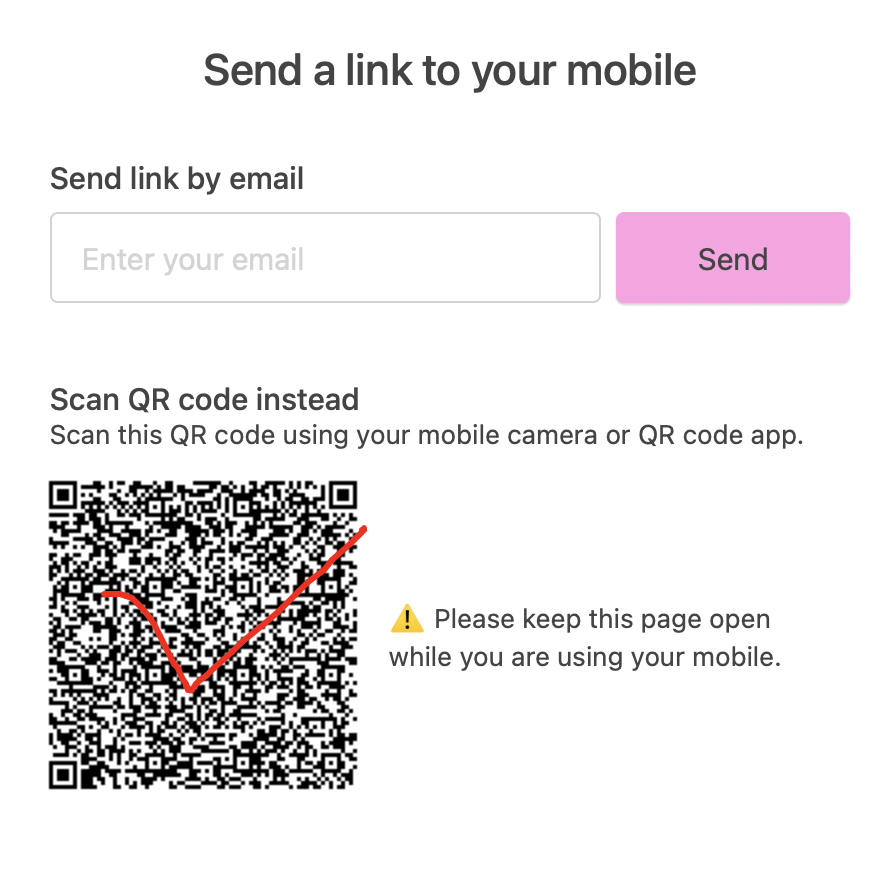 Send a link to your mobile
Send link by email
Enter your email
Send
Scan QR code instead
Scan this QR code using your mobile camera or QR code app.
⚠️ Please keep this page open
while you are using your mobile.